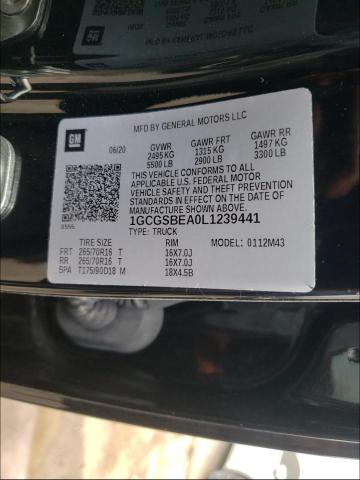 GM
MFD BY GENERAL MOTORS LLC
06/20 GVWR GAWR FRT GAWR RR
2495 KG 1315 KG 1497 KG
5500 LB 2900 LB 3300 LB
THIS VEHICLE CONFORMS TO ALL
APPLICABLE U.S. FEDERAL MOTOR
VEHICLE SAFETY AND THEFT PREVENTION
STANDARDS IN EFFECT ON THE DATE OF
MANUFACTURE SHOWN ABOVE.
1GCGSBEA0L1239441
TYPE: TRUCK
TIRE SIZE RIM MODEL: 0112M43
FRT 265/70R16 T 16X7.0J
RR 265/70R16 T 16X7.0J
SPA T175/90D18 M 18X4.5B